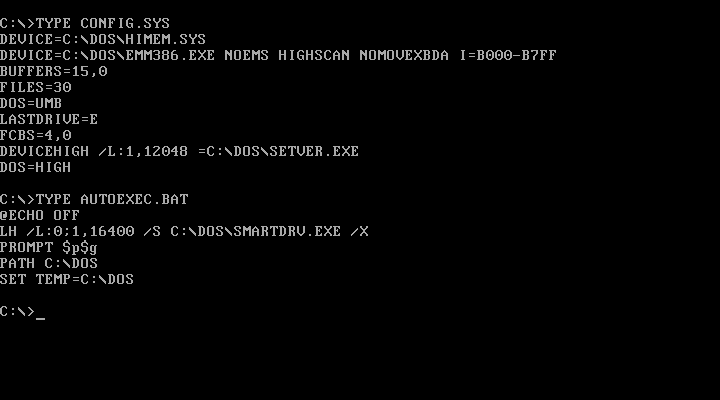 C:\>TYPE CONFIG.SYS
DEVICE=C:\DOS\HIMEM.SYS
DEVICE=C:\DOS\EMM386.EXE NOEMS HIGHSCAN NOMOVEXBDA I=B000-B7FF
BUFFERS=15,0
FILES=30
DOS=UMB
LASTDRIVE=E
FCBS=4,0
DEVICEHIGH /L:1,12048 =C:\DOS\SETVER.EXE
DOS=HIGH
C:\>TYPE AUTOEXEC.BAT
@ECHO OFF
LH /L:0;1,16400 /S C:\DOS\SMARTDRV.EXE /X
PROMPT $p$g
PATH C:\DOS
SET TEMP=C:\DOS
C:\>_